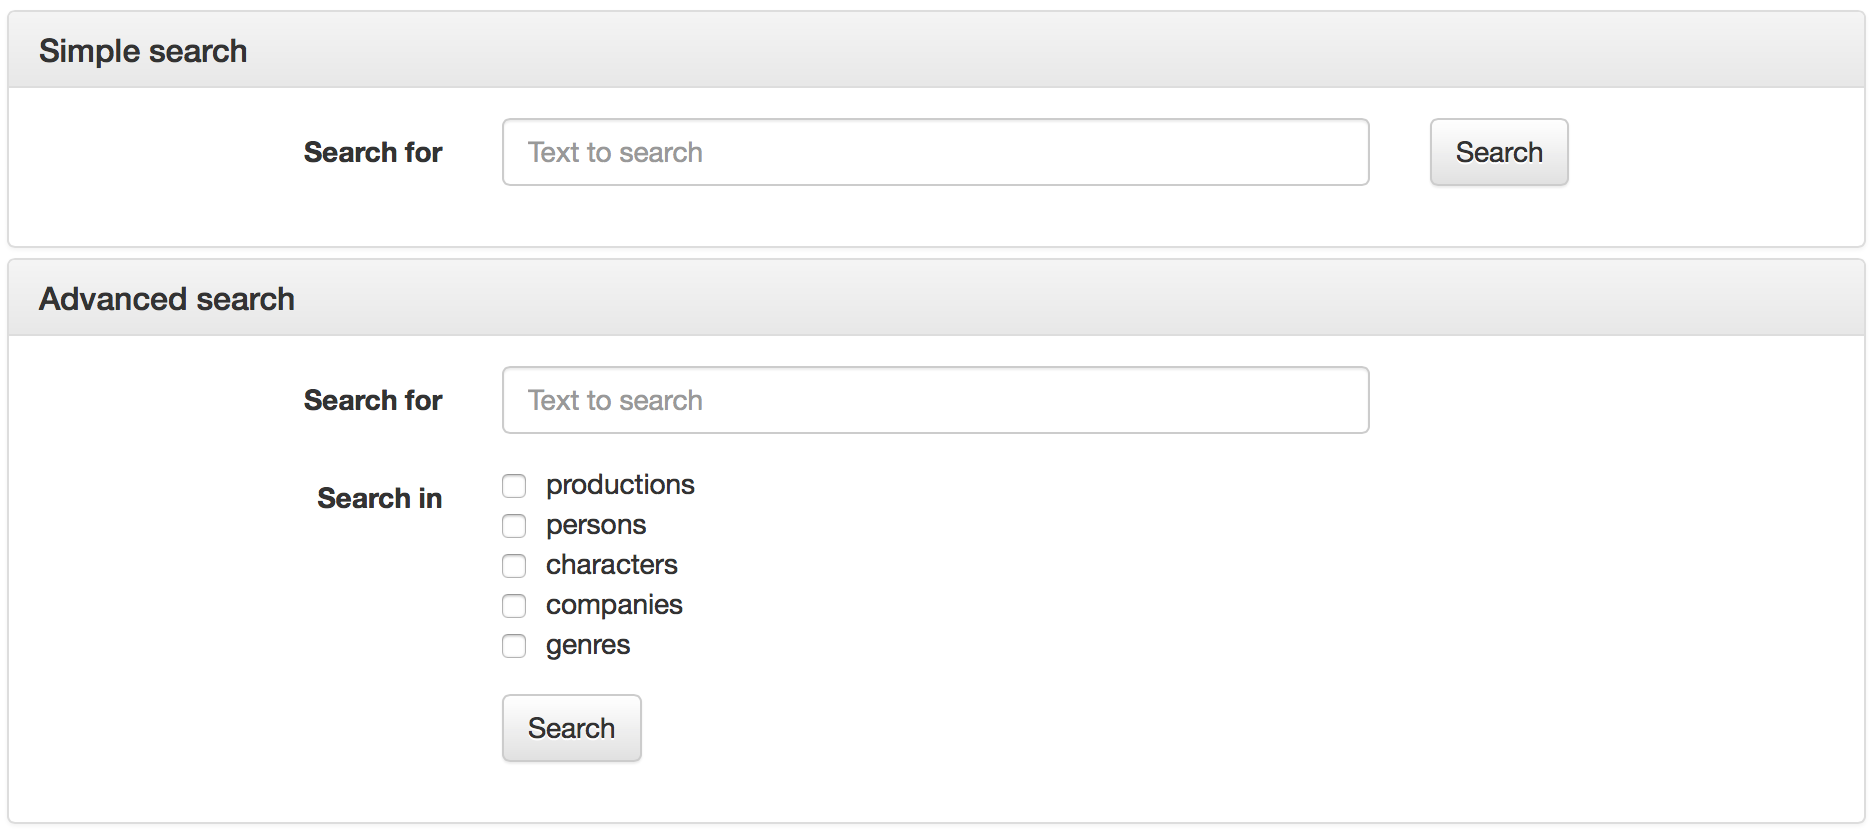 Simple search
Search for Text to search Search
Advanced search
Search for Text to search
Search in productions
persons
characters
companies
genres
Search